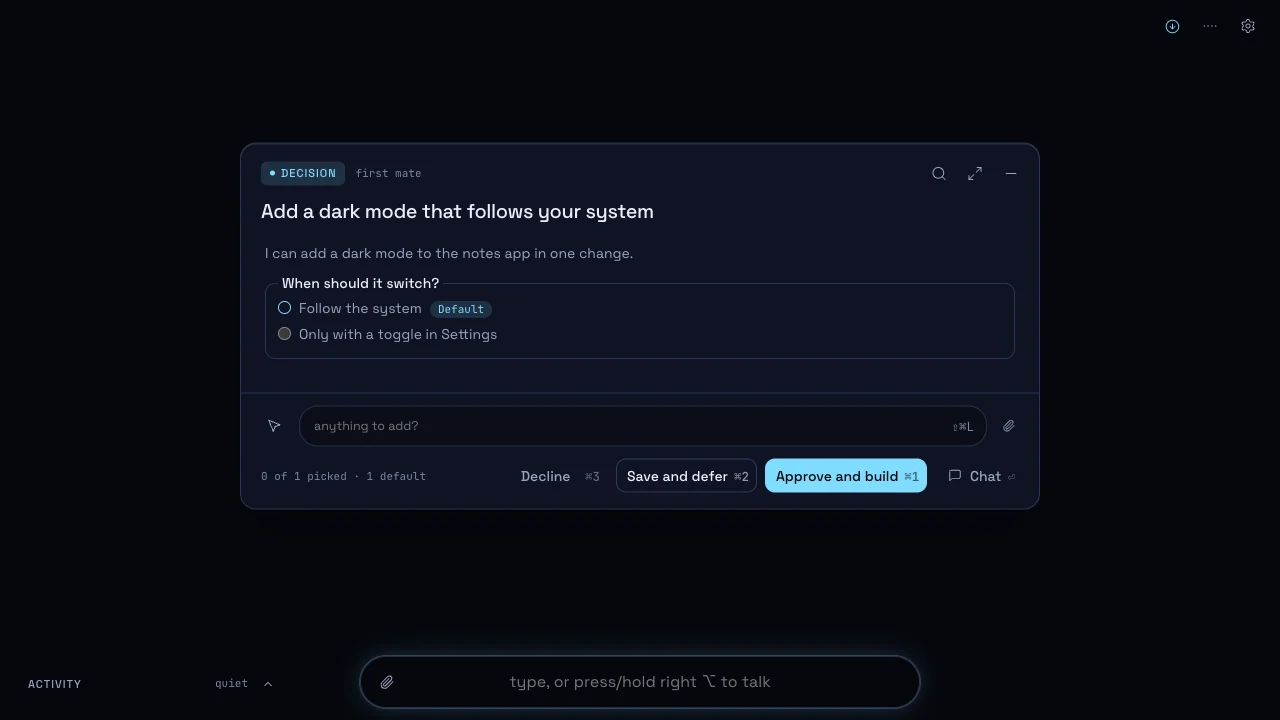 DECISION first mate
Add a dark mode that follows your system
I can add a dark mode to the notes app in one change.
When should it switch?
Follow the system Default
Only with a toggle in Settings
anything to add? ⇧⌘L
0 of 1 picked · 1 default Decline ⌘3 Save and defer ⌘2 Approve and build ⌘1 Chat ⏎
ACTIVITY quiet type, or press/hold right ⌥ to talk